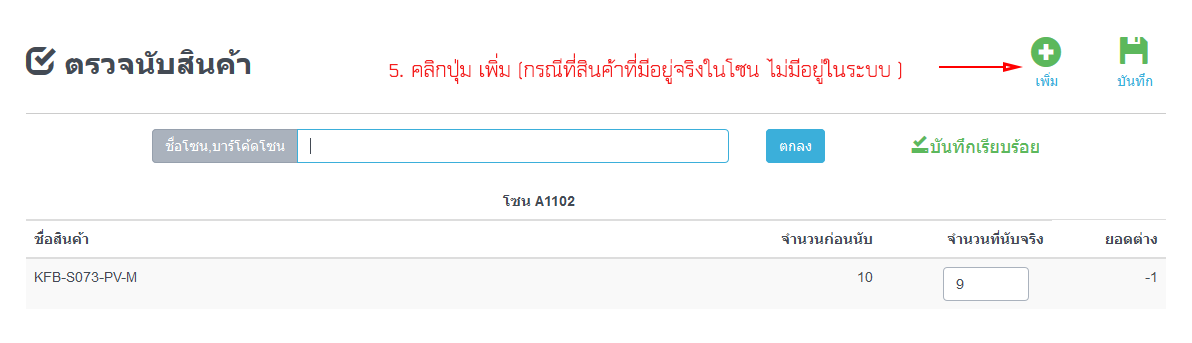 ตรวจนับสินค้า
5. คลิกปุ่ม เพิ่ม (กรณีที่สินค้าที่มีอยู่จริงในโซน ไม่มีอยู่ในระบบ )
เพิ่ม
บันทึก
ชื่อโซน,บาร์โค้ดโซน
ตกลง
บันทึกเรียบร้อย
โซน A1102
ชื่อสินค้า จำนวนก่อนนับ จำนวนที่นับจริง ยอดต่าง
KFB-S073-PV-M 10 9 -1